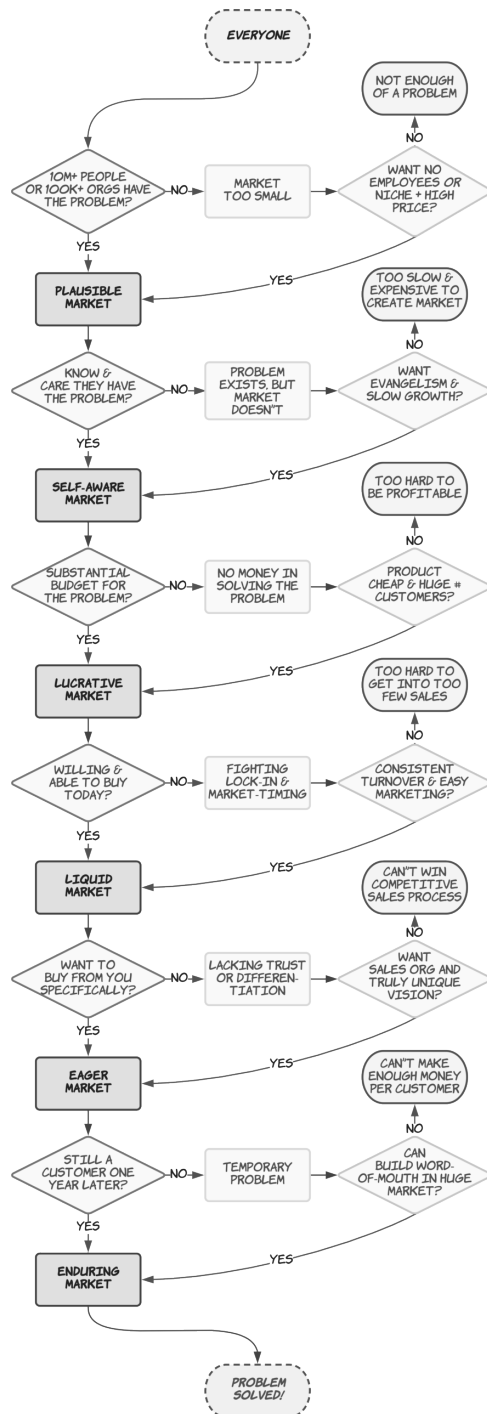 EVERYONE
NOT ENOUGH
OF A PROBLEM
NO
10M+ PEOPLE
OR 100K+ ORGS HAVE
THE PROBLEM?
NO
MARKET
TOO SMALL
WANT NO
EMPLOYEES OR
NICHE + HIGH
PRICE?
YES
YES
PLAUSIBLE
MARKET
TOO SLOW &
EXPENSIVE TO
CREATE MARKET
NO
KNOW &
CARE THEY HAVE
THE PROBLEM?
NO
PROBLEM
EXISTS, BUT
MARKET
DOESN"T
WANT
EVANGELISM &
SLOW GROWTH?
YES
YES
SELF-AWARE
MARKET
TOO HARD TO
BE PROFITABLE
NO
SUBSTANTIAL
BUDGET FOR
THE PROBLEM?
NO
NO MONEY IN
SOLVING THE
PROBLEM
PRODUCT
CHEAP & HUGE #
CUSTOMERS?
YES
YES
LUCRATIVE
MARKET
TOO HARD TO
GET INTO TOO
FEW SALES
NO
WILLING &
ABLE TO BUY
TODAY?
NO
FIGHTING
LOCK-IN &
MARKET-TIMING
CONSISTENT
TURNOVER & EASY
MARKETING?
YES
YES
LIQUID
MARKET
CAN"T WIN
COMPETITIVE
SALES PROCESS
NO
WANT TO
BUY FROM YOU
SPECIFICALLY?
NO
LACKING TRUST
OR DIFFEREN-
TIATION
WANT
SALES ORG AND
TRULY UNIQUE
VISION?
YES
YES
EAGER
MARKET
CAN"T MAKE
ENOUGH MONEY
PER CUSTOMER
NO
STILL A
CUSTOMER ONE
YEAR LATER?
NO
TEMPORARY
PROBLEM
CAN
BUILD WORD-
OF-MOUTH IN HUGE
MARKET?
YES
YES
ENDURING
MARKET
PROBLEM
SOLVED!